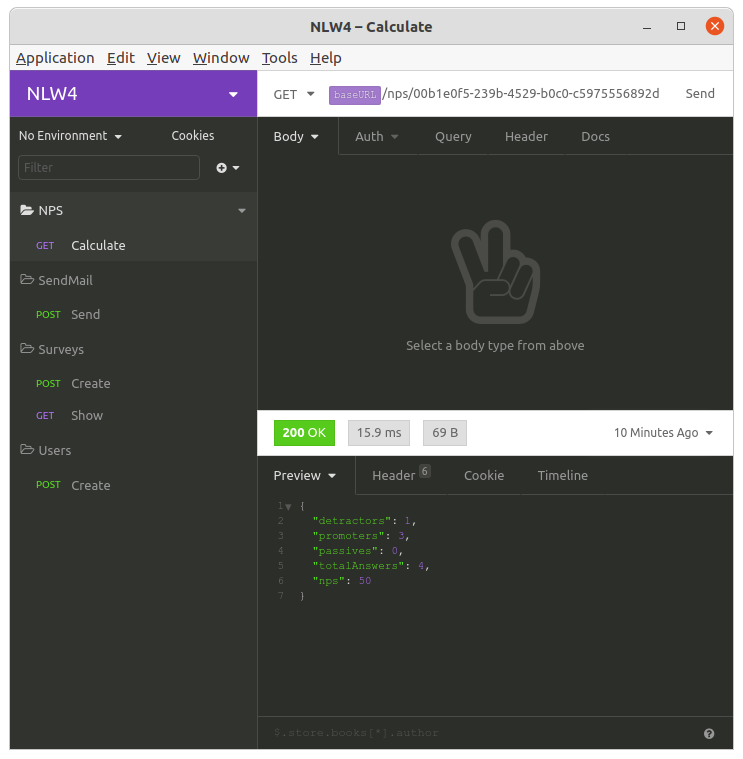 NLW4 – Calculate
Application Edit View Window Tools Help
NLW4
GET baseURL/nps/00b1e0f5-239b-4529-b0c0-c5975556892d Send
No Environment Cookies
Filter
NPS
GET Calculate
SendMail
POST Send
Surveys
POST Create
GET Show
Users
POST Create
Body Auth Query Header Docs
Select a body type from above
200 OK 15.9 ms 69 B 10 Minutes Ago
Preview Header 6 Cookie Timeline
1 {
2 "detractors": 1,
3 "promoters": 3,
4 "passives": 0,
5 "totalAnswers": 4,
6 "nps": 50
7 }
$.store.books[*].author